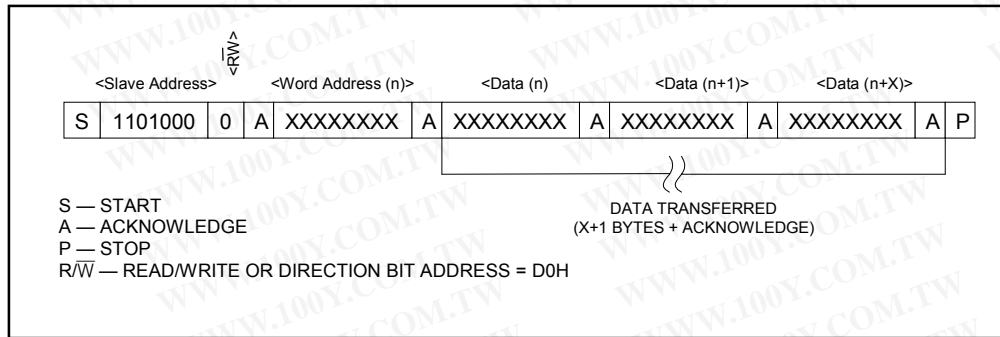 <R/W̅>
<Slave Address> <Word Address (n)> <Data (n)> <Data (n+1)> <Data (n+X)>
S 1101000 0 A XXXXXXXX A XXXXXXXX A XXXXXXXX A XXXXXXXX A P
S — START
A — ACKNOWLEDGE
P — STOP
R/W̅ — READ/WRITE OR DIRECTION BIT ADDRESS = D0H
DATA TRANSFERRED
(X+1 BYTES + ACKNOWLEDGE)
WWW.100Y.COM.TW